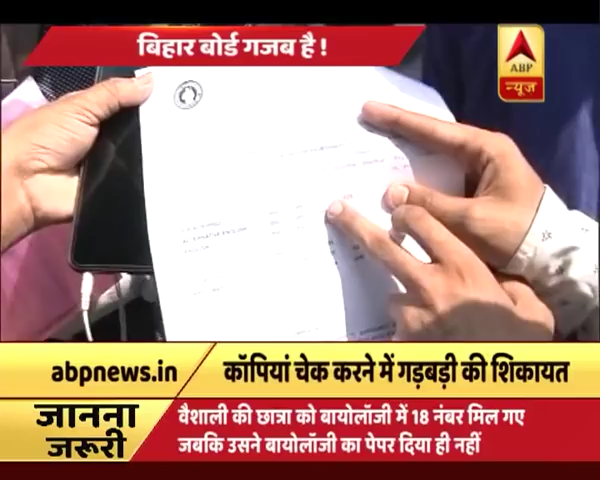 बिहार बोर्ड गजब है !
ABP
न्यूज़
abpnews.in
कॉपियां चेक करने में गड़बड़ी की शिकायत
जानना
जरूरी
वैशाली की छात्रा को बायोलॉजी में 18 नंबर मिल गए
जबकि उसने बायोलॉजी का पेपर दिया ही नहीं